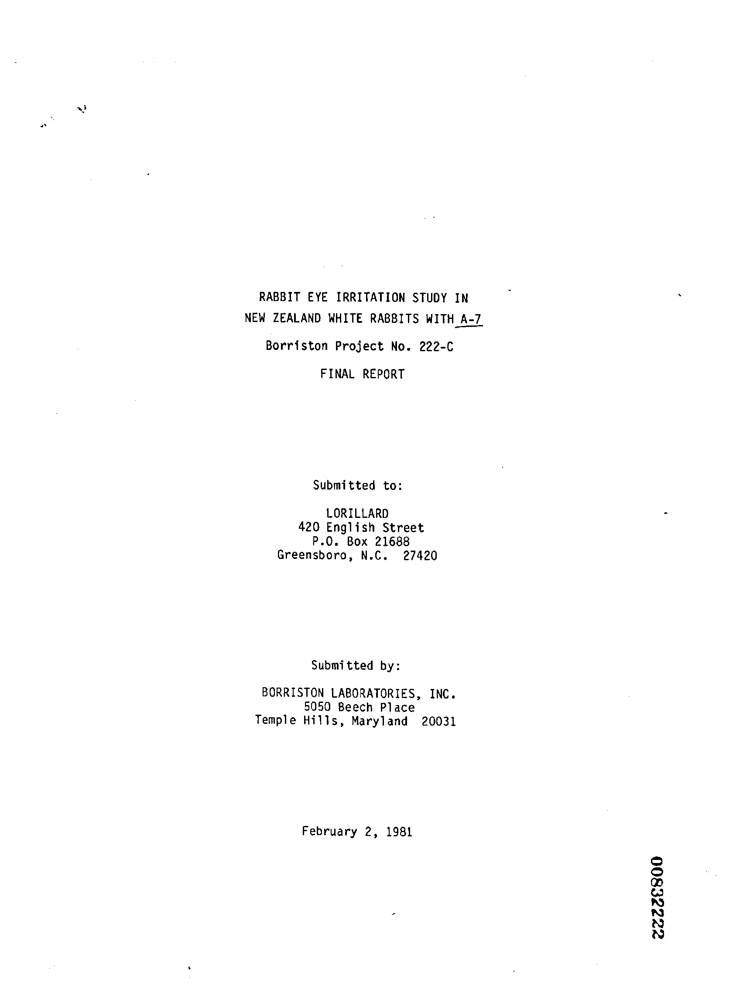 RABBIT EYE IRRITATION STUDY IN
NEW ZEALAND WHITE RABBITS WITH A-7
Borriston Project No. 222-C
FINAL REPORT
Submitted to:
LORILLARD
420 English Street
P.O. Box 21688
Greensboro, N.C. 27420
Submitted by:
BORRISTON LABORATORIES, INC.
5050 Beech Place
Temple Hills, Maryland 20031
February 2, 1981
00832222